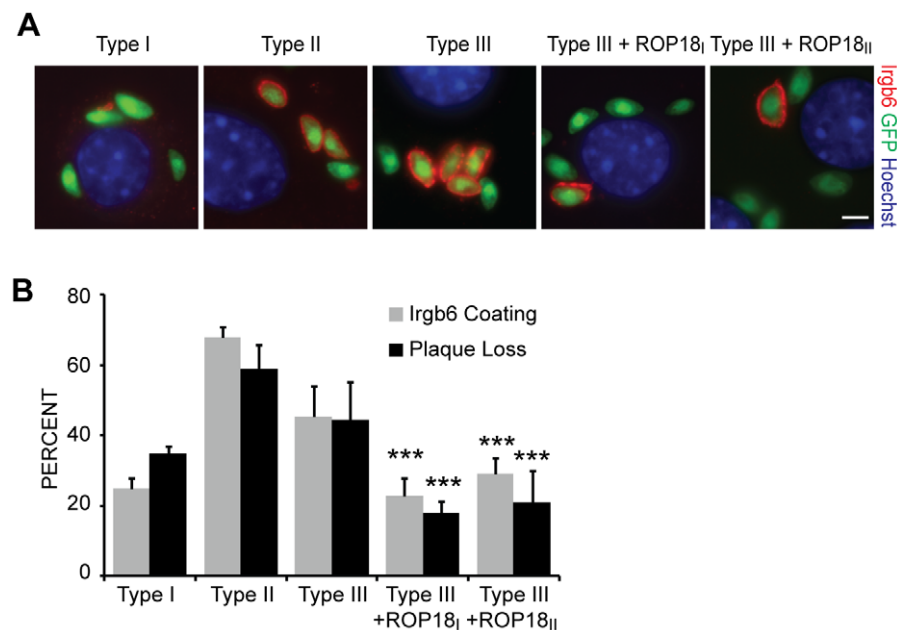 A
Type I
Type II
Type III
Type III + ROP18I
Type III + ROP18II
Irgb6 GFP Hoechst
B
80
60
40
20
0
PERCENT
Irgb6 Coating
Plaque Loss
***
***
***
***
Type I
Type II
Type III
Type III
+ROP18I
Type III
+ROP18II